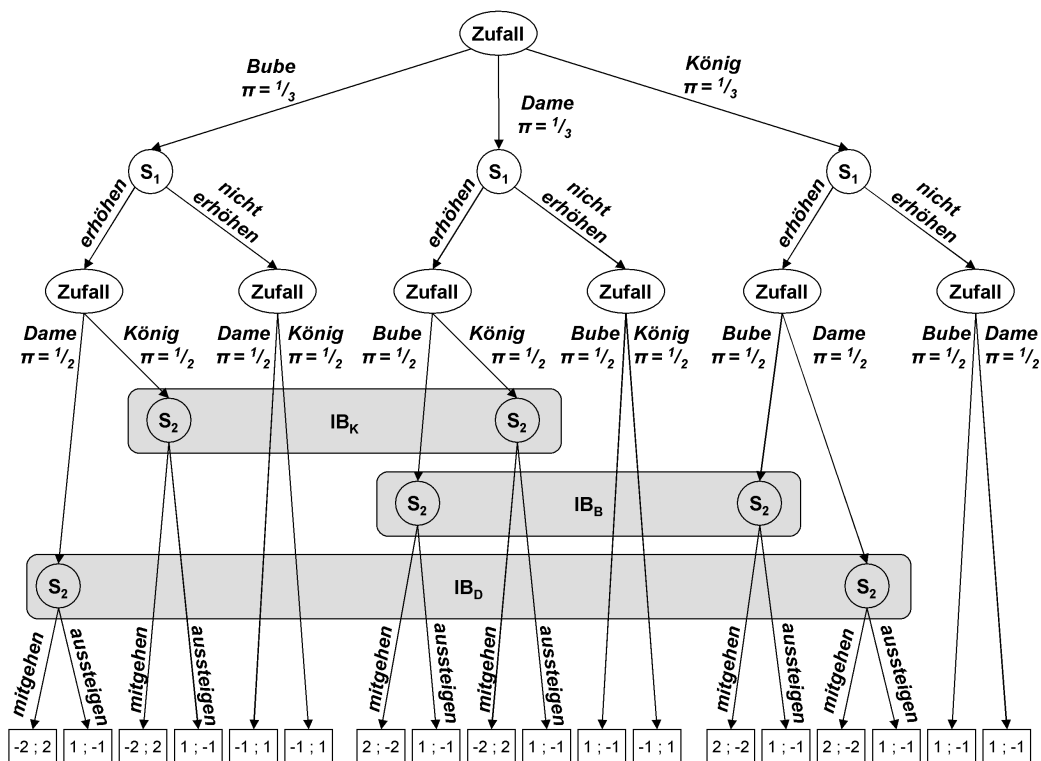 Zufall
Bube
π = 1/3
Dame
π = 1/3
König
π = 1/3
S1
S1
S1
erhöhen
nicht
erhöhen
erhöhen
nicht
erhöhen
erhöhen
nicht
erhöhen
Zufall
Zufall
Zufall
Zufall
Zufall
Zufall
Dame
π = 1/2
König
π = 1/2
Dame
π = 1/2
König
π = 1/2
Bube
π = 1/2
König
π = 1/2
Bube
π = 1/2
König
π = 1/2
Bube
π = 1/2
Dame
π = 1/2
Bube
π = 1/2
Dame
π = 1/2
S2
IBK
S2
S2
IBB
S2
S2
IBD
S2
mitgehen
aussteigen
mitgehen
aussteigen
mitgehen
aussteigen
mitgehen
aussteigen
mitgehen
aussteigen
mitgehen
aussteigen
-2 ; 2
1 ; -1
-2 ; 2
1 ; -1
-1 ; 1
-1 ; 1
2 ; -2
1 ; -1
-2 ; 2
1 ; -1
1 ; -1
-1 ; 1
2 ; -2
1 ; -1
2 ; -2
1 ; -1
1 ; -1
1 ; -1